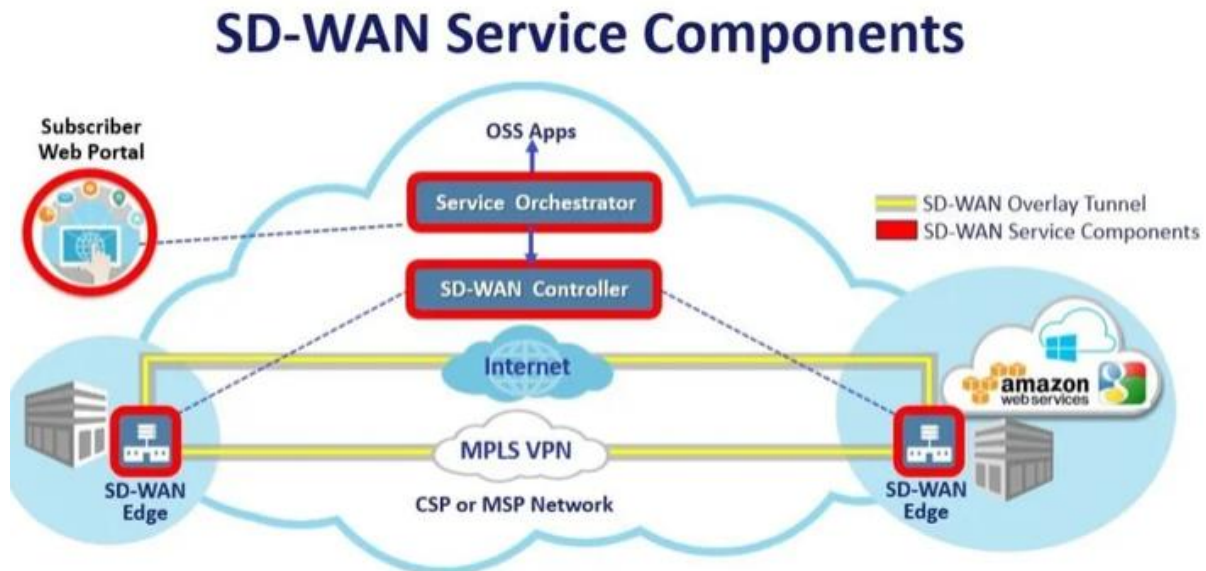 SD-WAN Service Components
Subscriber
Web Portal
OSS Apps
Service Orchestrator
SD-WAN Controller
SD-WAN Overlay Tunnel
SD-WAN Service Components
Internet
amazon
web services
MPLS VPN
SD-WAN
Edge
CSP or MSP Network
SD-WAN
Edge